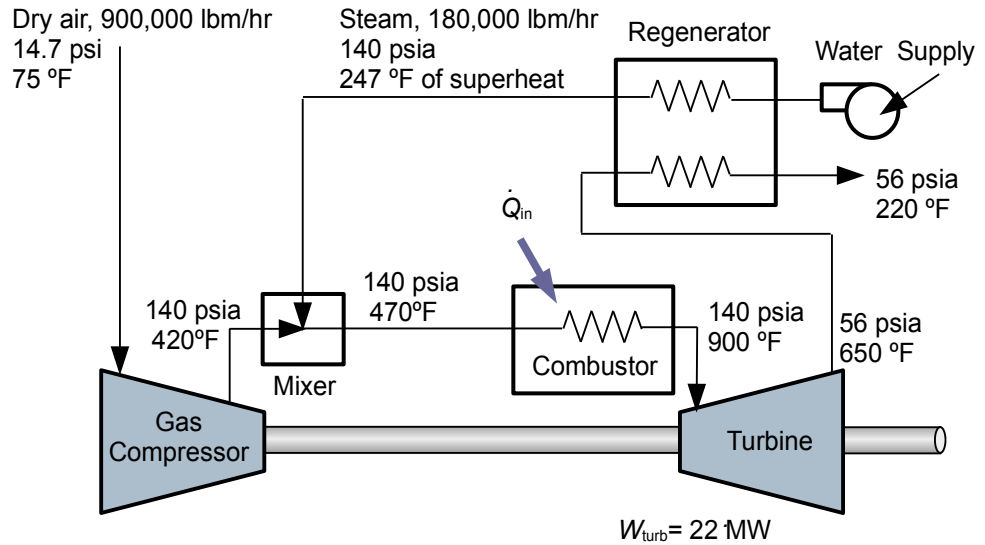 Dry air, 900,000 lbm/hr
14.7 psi
75 ºF
Steam, 180,000 lbm/hr
140 psia
247 ºF of superheat
Regenerator
Water Supply
56 psia
220 ºF
Q̇in
140 psia
420ºF
140 psia
470ºF
140 psia
900 ºF
56 psia
650 ºF
Mixer
Combustor
Gas
Compressor
Turbine
Wturb= 22 ˙MW